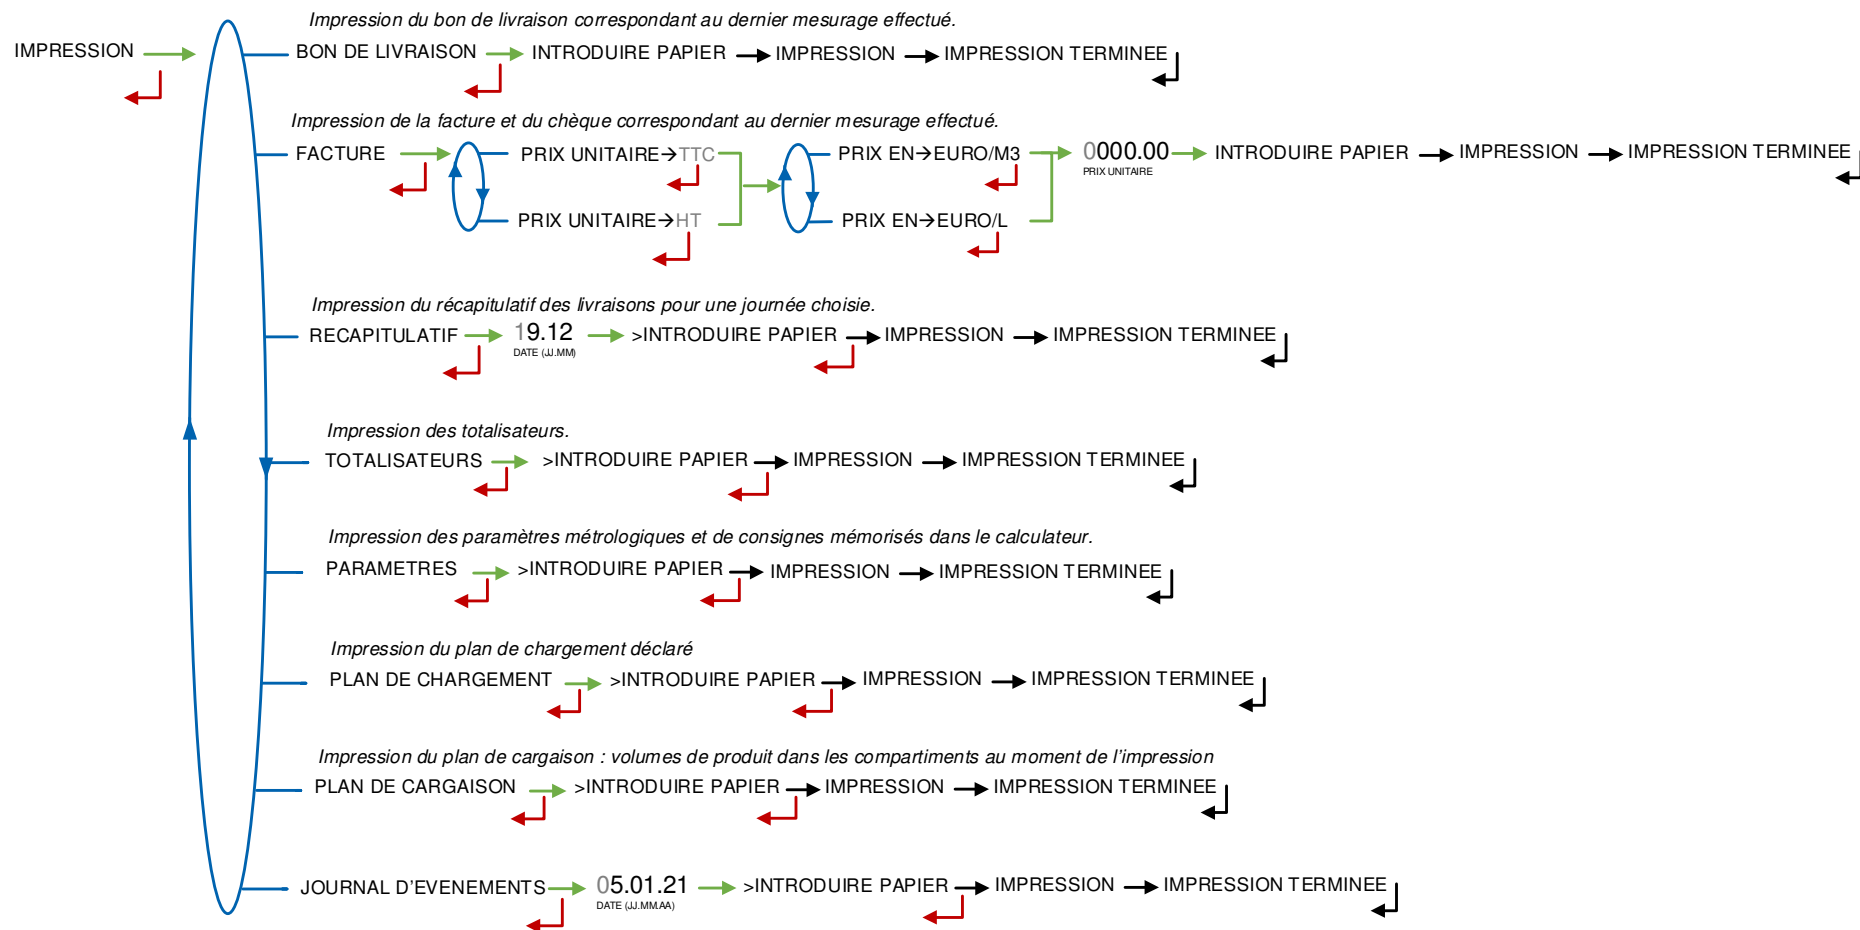 Impression du bon de livraison correspondant au dernier mesurage effectué.
IMPRESSION BON DE LIVRAISON INTRODUIRE PAPIER IMPRESSION IMPRESSION TERMINEE
Impression de la facture et du chèque correspondant au dernier mesurage effectué.
FACTURE PRIX UNITAIRE→TTC PRIX EN→EURO/M3 0000.00 INTRODUIRE PAPIER IMPRESSION IMPRESSION TERMINEE
PRIX UNITAIRE
PRIX UNITAIRE→HT PRIX EN→EURO/L
Impression du récapitulatif des livraisons pour une journée choisie.
RECAPITULATIF 19.12 >INTRODUIRE PAPIER IMPRESSION IMPRESSION TERMINEE
DATE (JJ.MM)
Impression des totalisateurs.
TOTALISATEURS >INTRODUIRE PAPIER IMPRESSION IMPRESSION TERMINEE
Impression des paramètres métrologiques et de consignes mémorisés dans le calculateur.
PARAMETRES >INTRODUIRE PAPIER IMPRESSION IMPRESSION TERMINEE
Impression du plan de chargement déclaré
PLAN DE CHARGEMENT >INTRODUIRE PAPIER IMPRESSION IMPRESSION TERMINEE
Impression du plan de cargaison : volumes de produit dans les compartiments au moment de l'impression
PLAN DE CARGAISON >INTRODUIRE PAPIER IMPRESSION IMPRESSION TERMINEE
JOURNAL D'EVENEMENTS 05.01.21 >INTRODUIRE PAPIER IMPRESSION IMPRESSION TERMINEE
DATE (JJ.MM.AA)